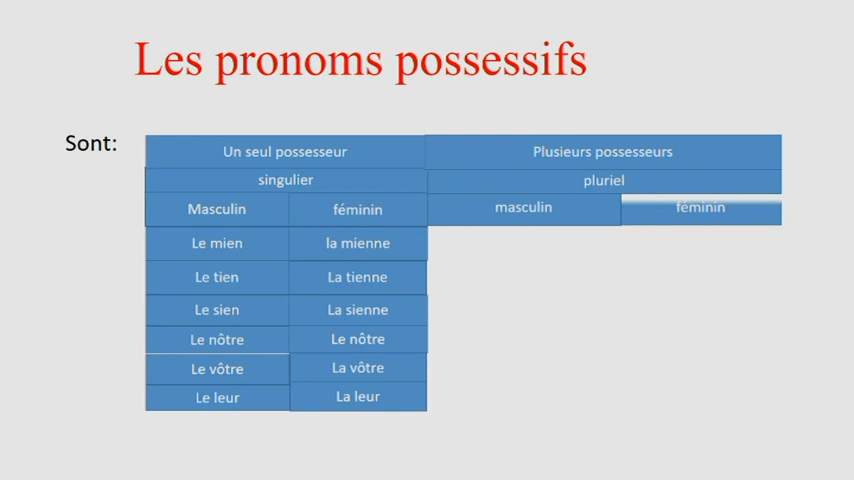 Les pronoms possessifs
Sont:
Un seul possesseur Plusieurs possesseurs
singulier pluriel
Masculin féminin masculin féminin
Le mien la mienne
Le tien La tienne
Le sien La sienne
Le nôtre Le nôtre
Le vôtre La vôtre
Le leur La leur